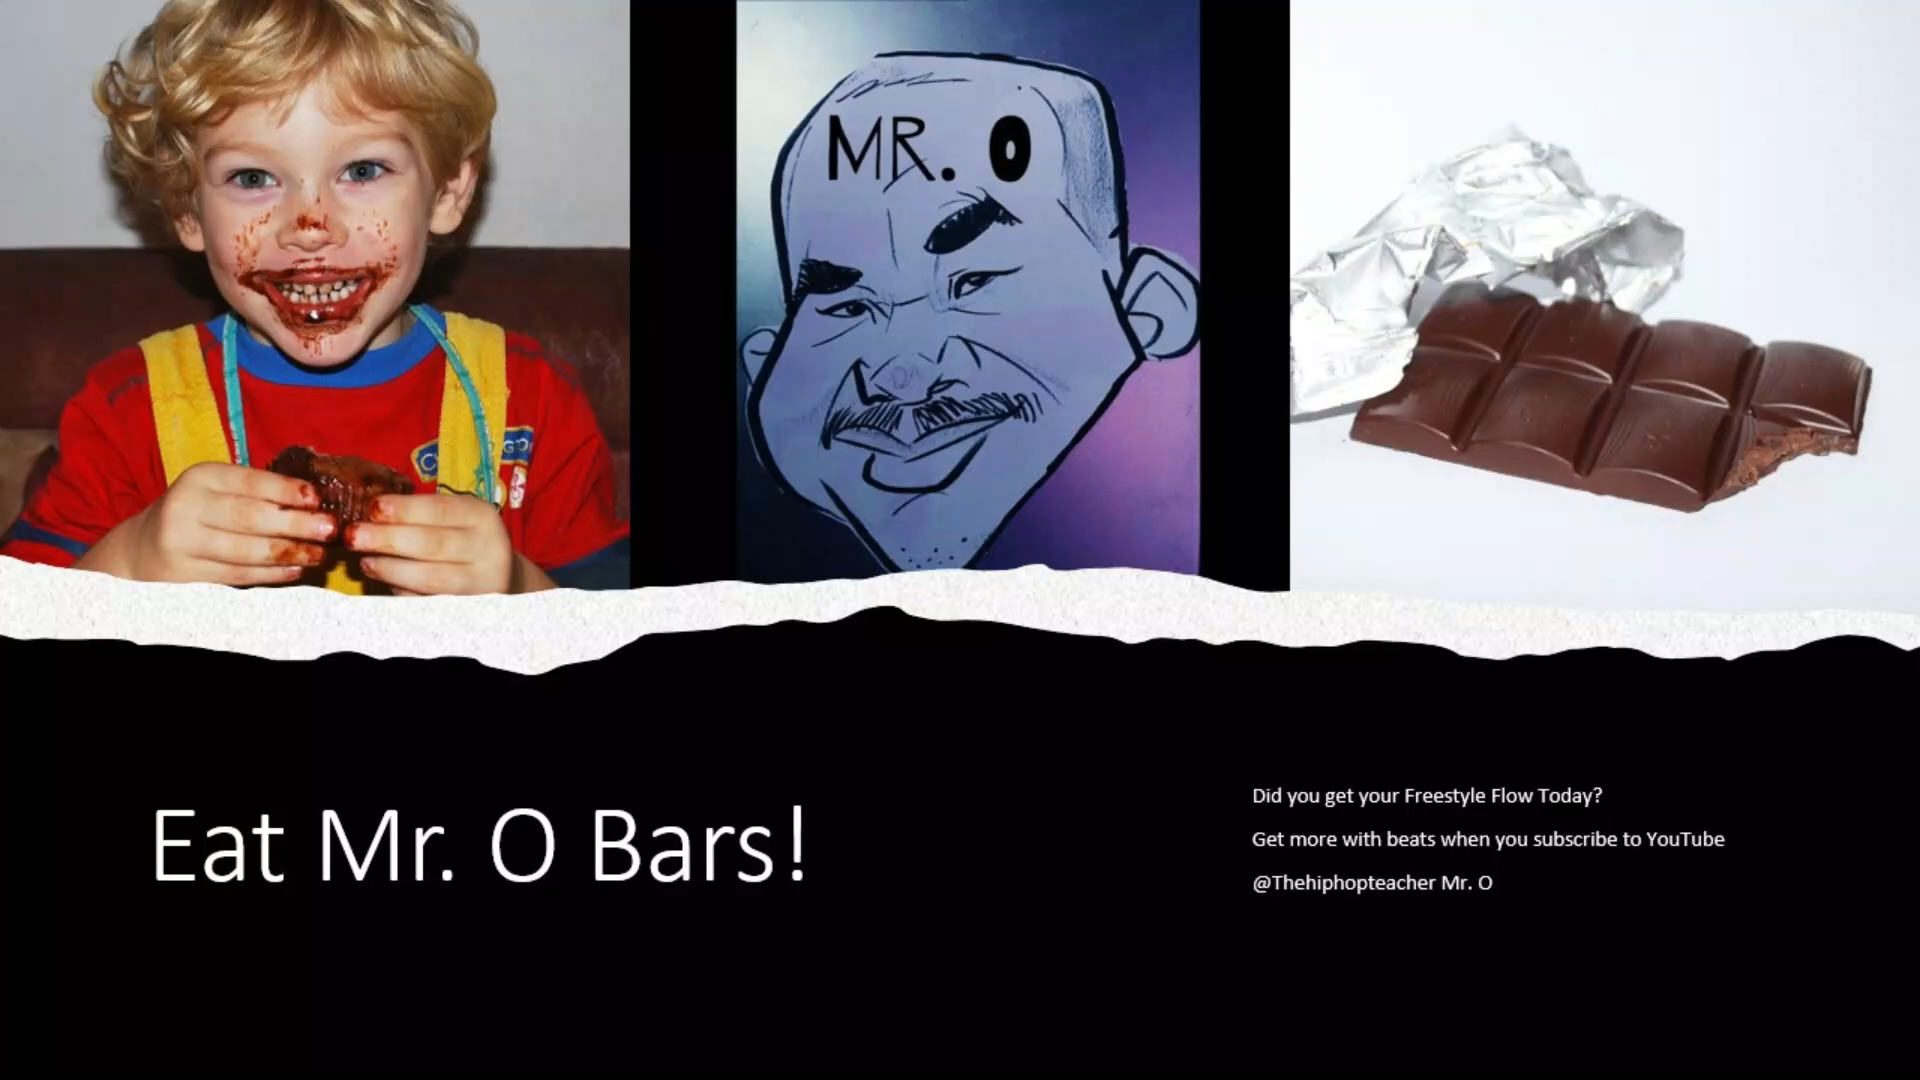 MR. O
Eat Mr. O Bars!
Did you get your Freestyle Flow Today?
Get more with beats when you subscribe to YouTube
@Thehiphopteacher Mr. O